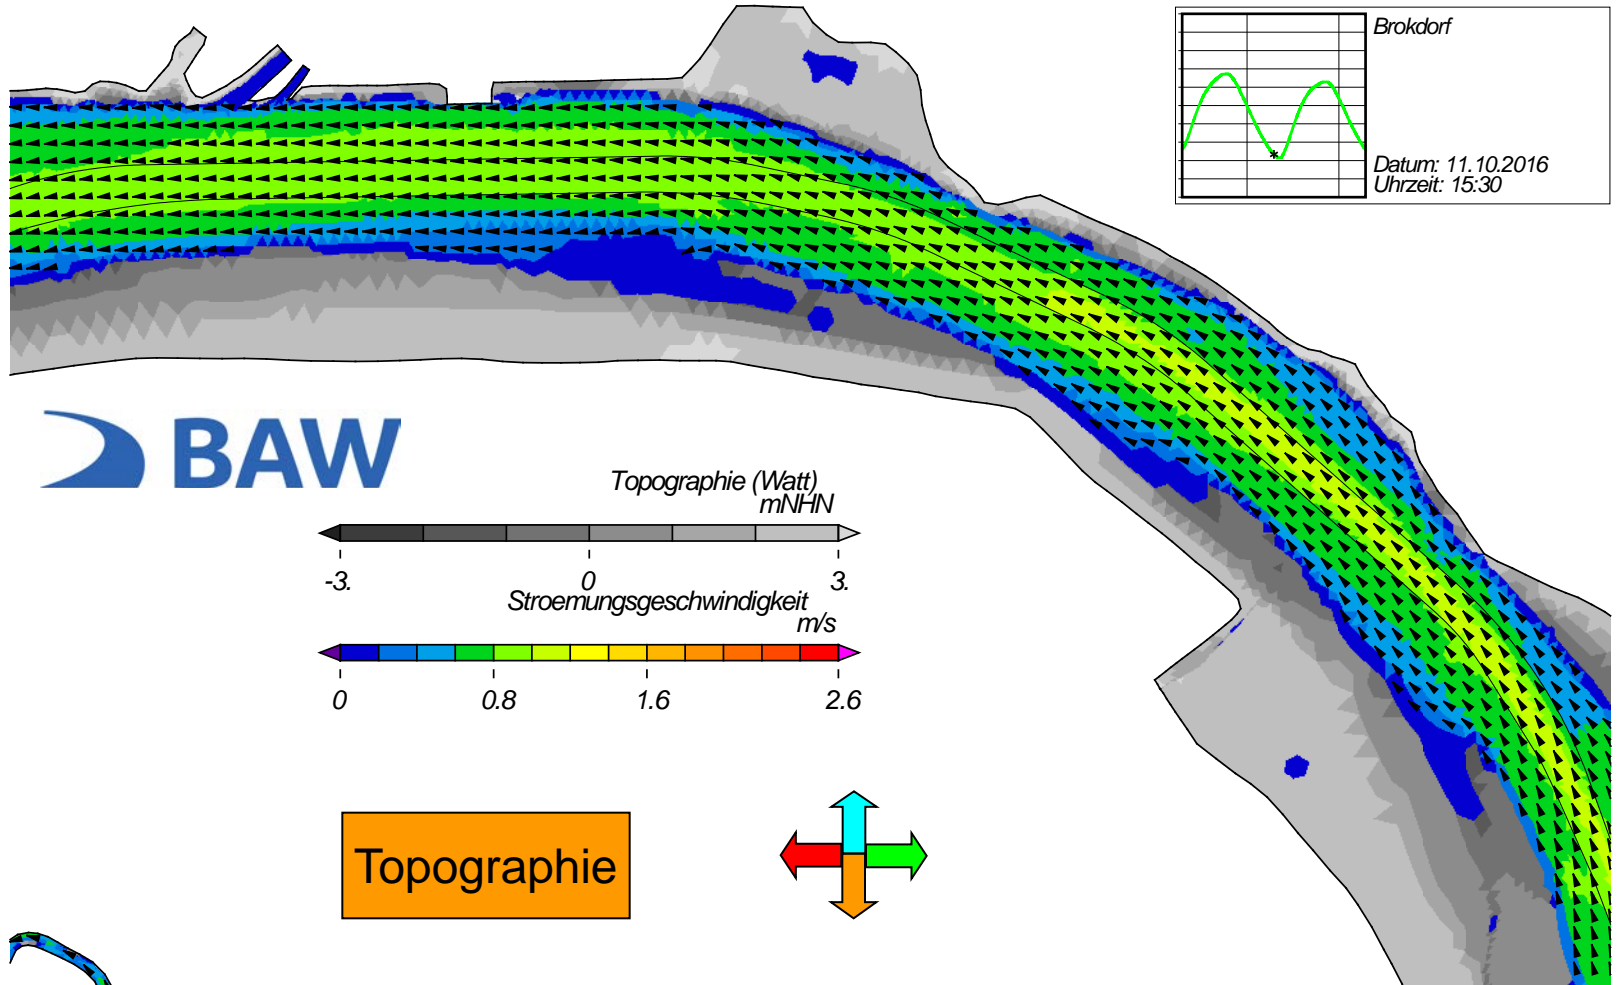 Brokdorf
Datum: 11.10.2016
Uhrzeit: 15:30
BAW
Topographie (Watt)
mNHN
-3. 0 3.
Stroemungsgeschwindigkeit
m/s
0 0.8 1.6 2.6
Topographie